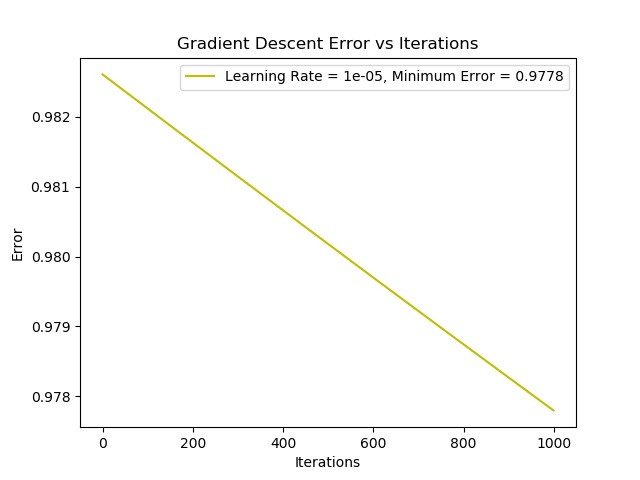 Gradient Descent Error vs Iterations
Learning Rate = 1e-05, Minimum Error = 0.9778
0.982
0.981
0.980
0.979
0.978
Error
0 200 400 600 800 1000
Iterations